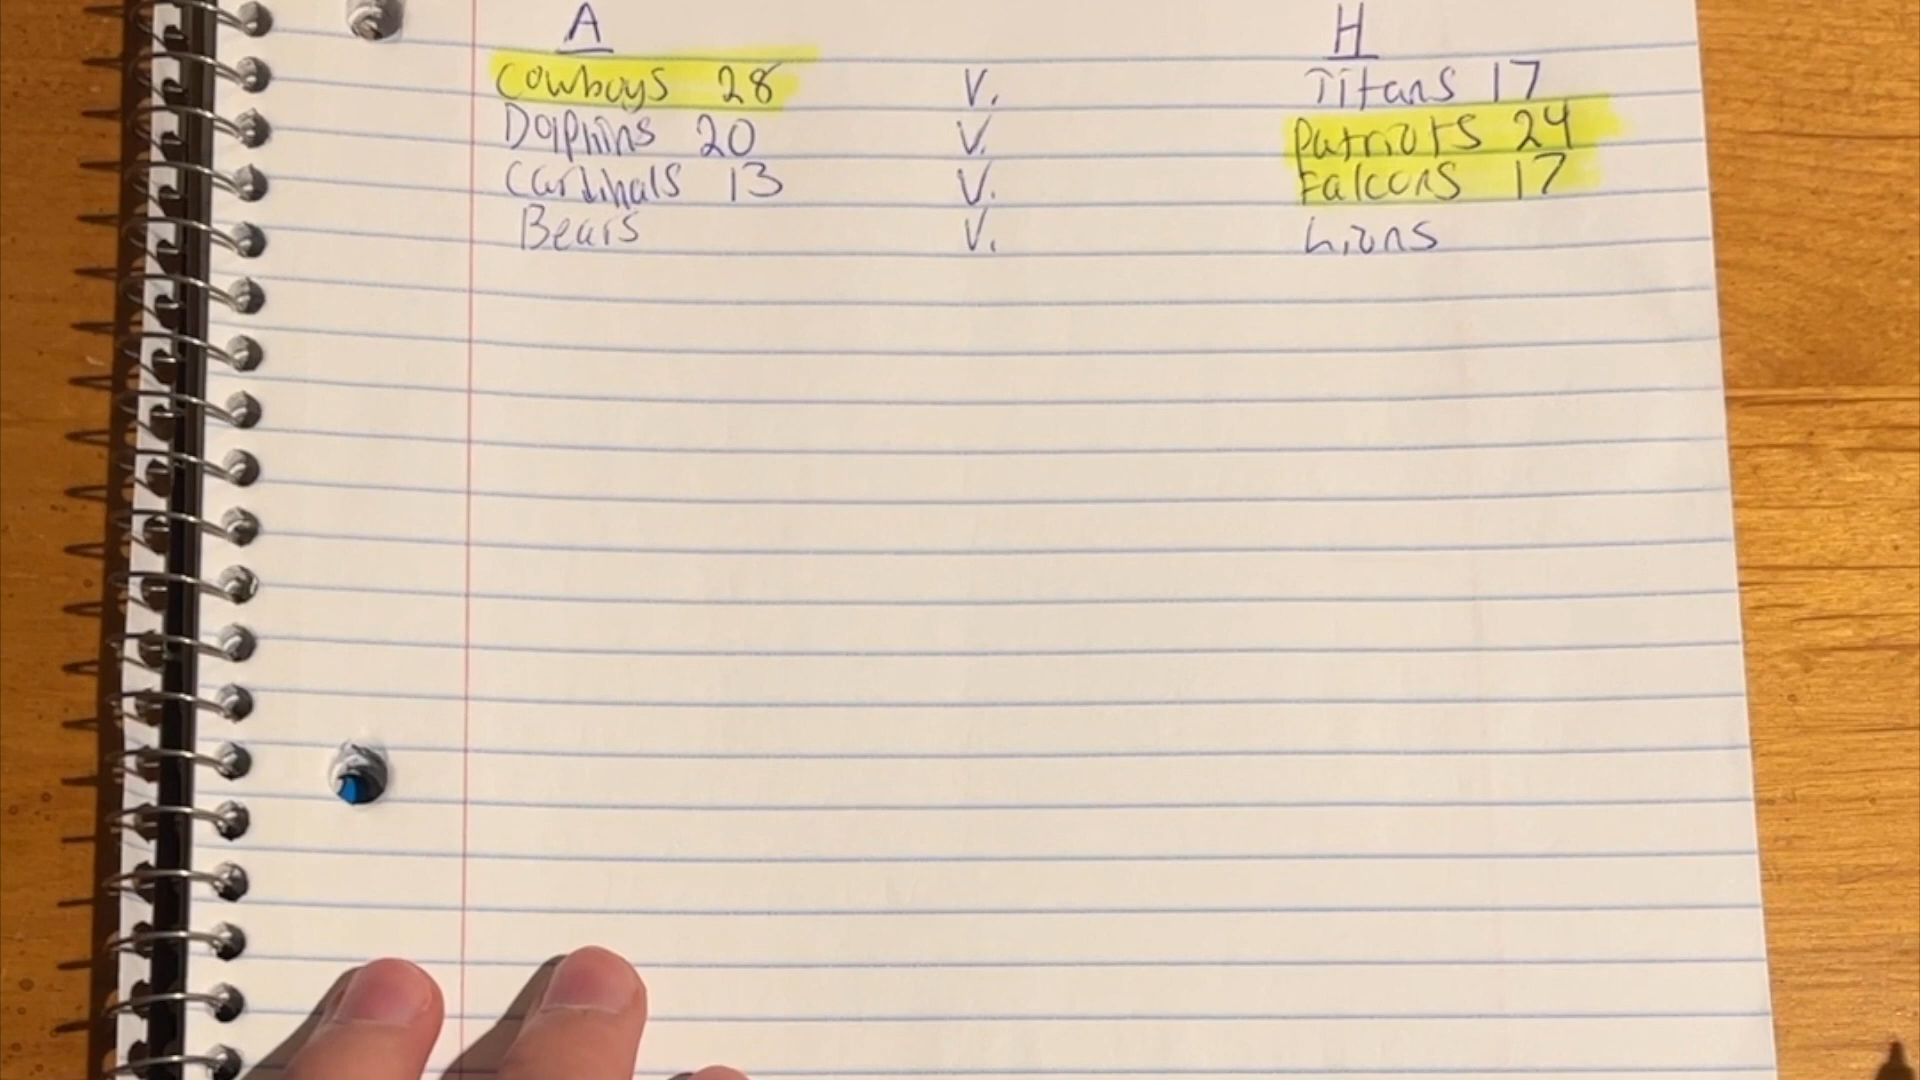 A H
Cowboys 28 V. Titans 17
Dolphins 20 V. Patriots 24
Cardinals 13 V. Falcons 17
Bears V. Lions